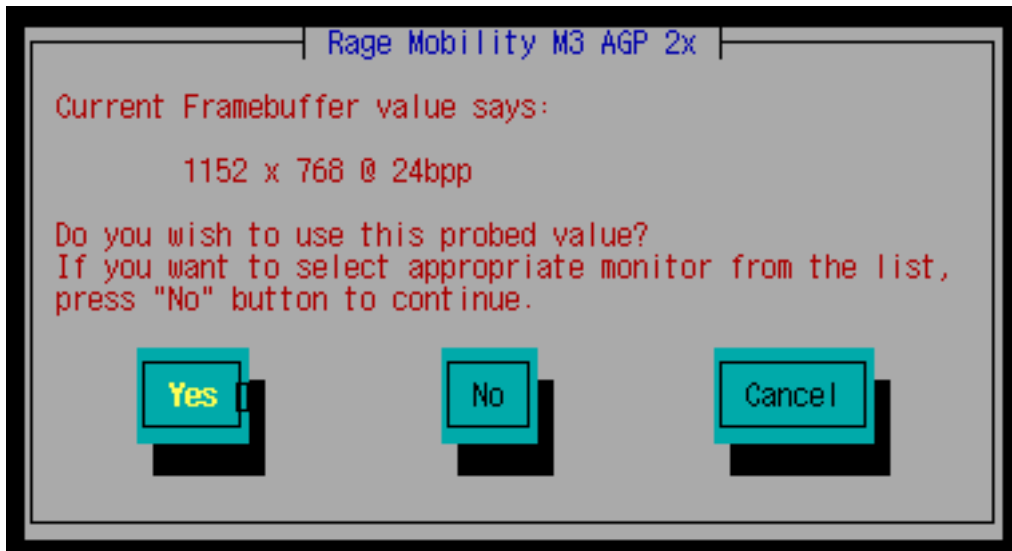 Rage Mobility M3 AGP 2x
Current Framebuffer value says:
1152 x 768 @ 24bpp
Do you wish to use this probed value?
If you want to select appropriate monitor from the list,
press "No" button to continue.
Yes No Cancel